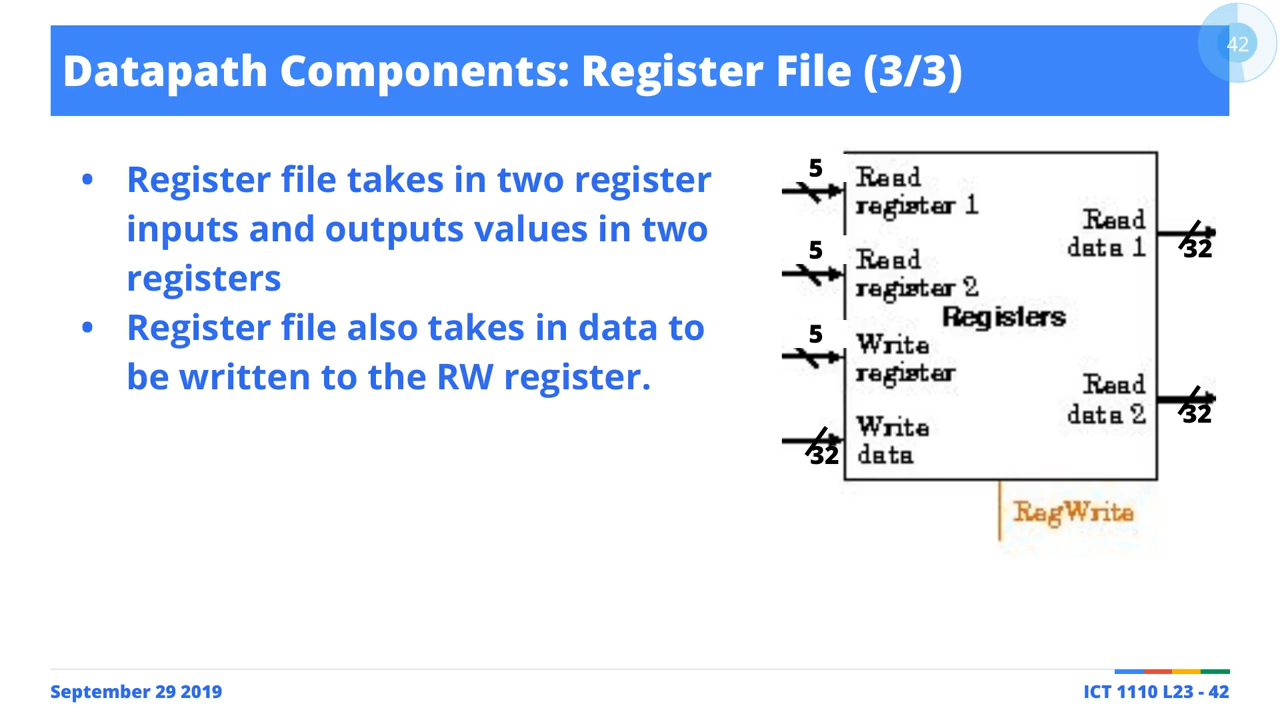 42
Datapath Components: Register File (3/3)
• Register file takes in two register
inputs and outputs values in two
registers
• Register file also takes in data to
be written to the RW register.
5
Read
register 1
Read
data 1
32
5
Read
register 2
Registers
5
Write
register
Read
data 2
32
Write
data
32
RegWrite
September 29 2019
ICT 1110 L23 - 42